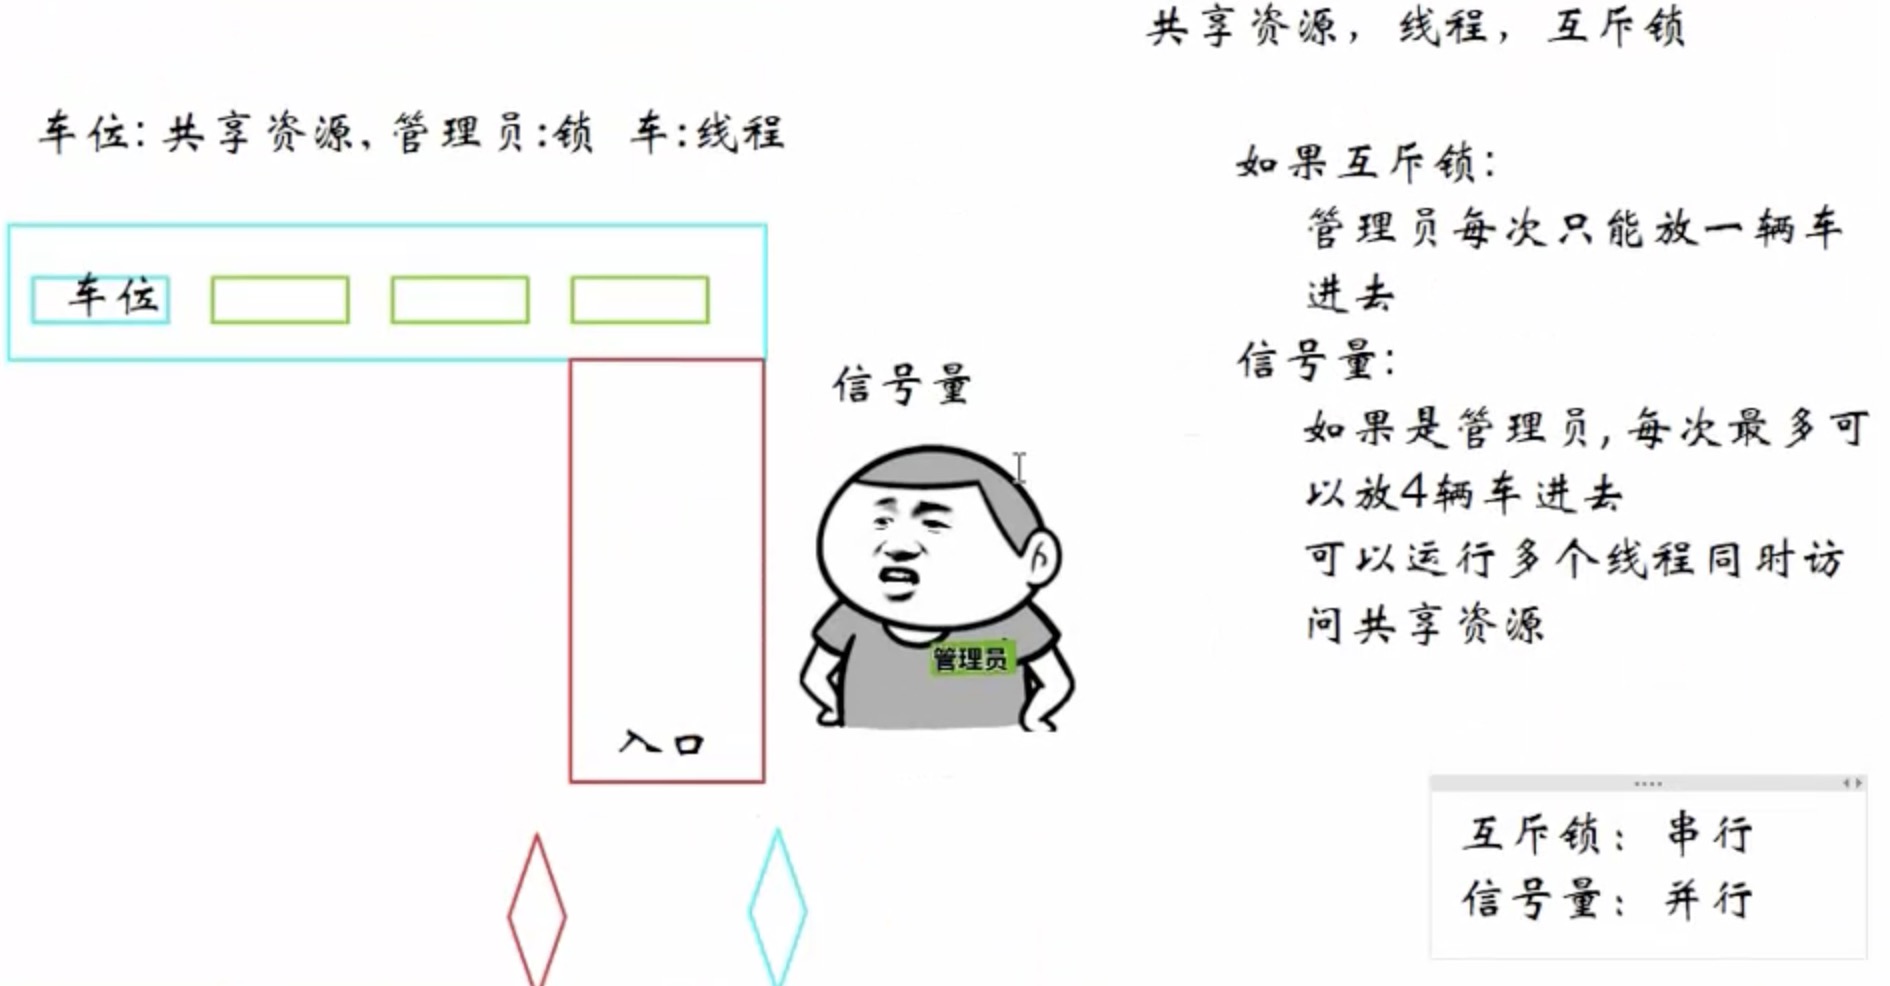 共享资源, 线程, 互斥锁
车位:共享资源,管理员:锁 车:线程
车位
入口
信号量
管理员
如果互斥锁:
管理员每次只能放一辆车
进去
信号量:
如果是管理员,每次最多可
以放4辆车进去
可以运行多个线程同时访
问共享资源
互斥锁: 串行
信号量: 并行